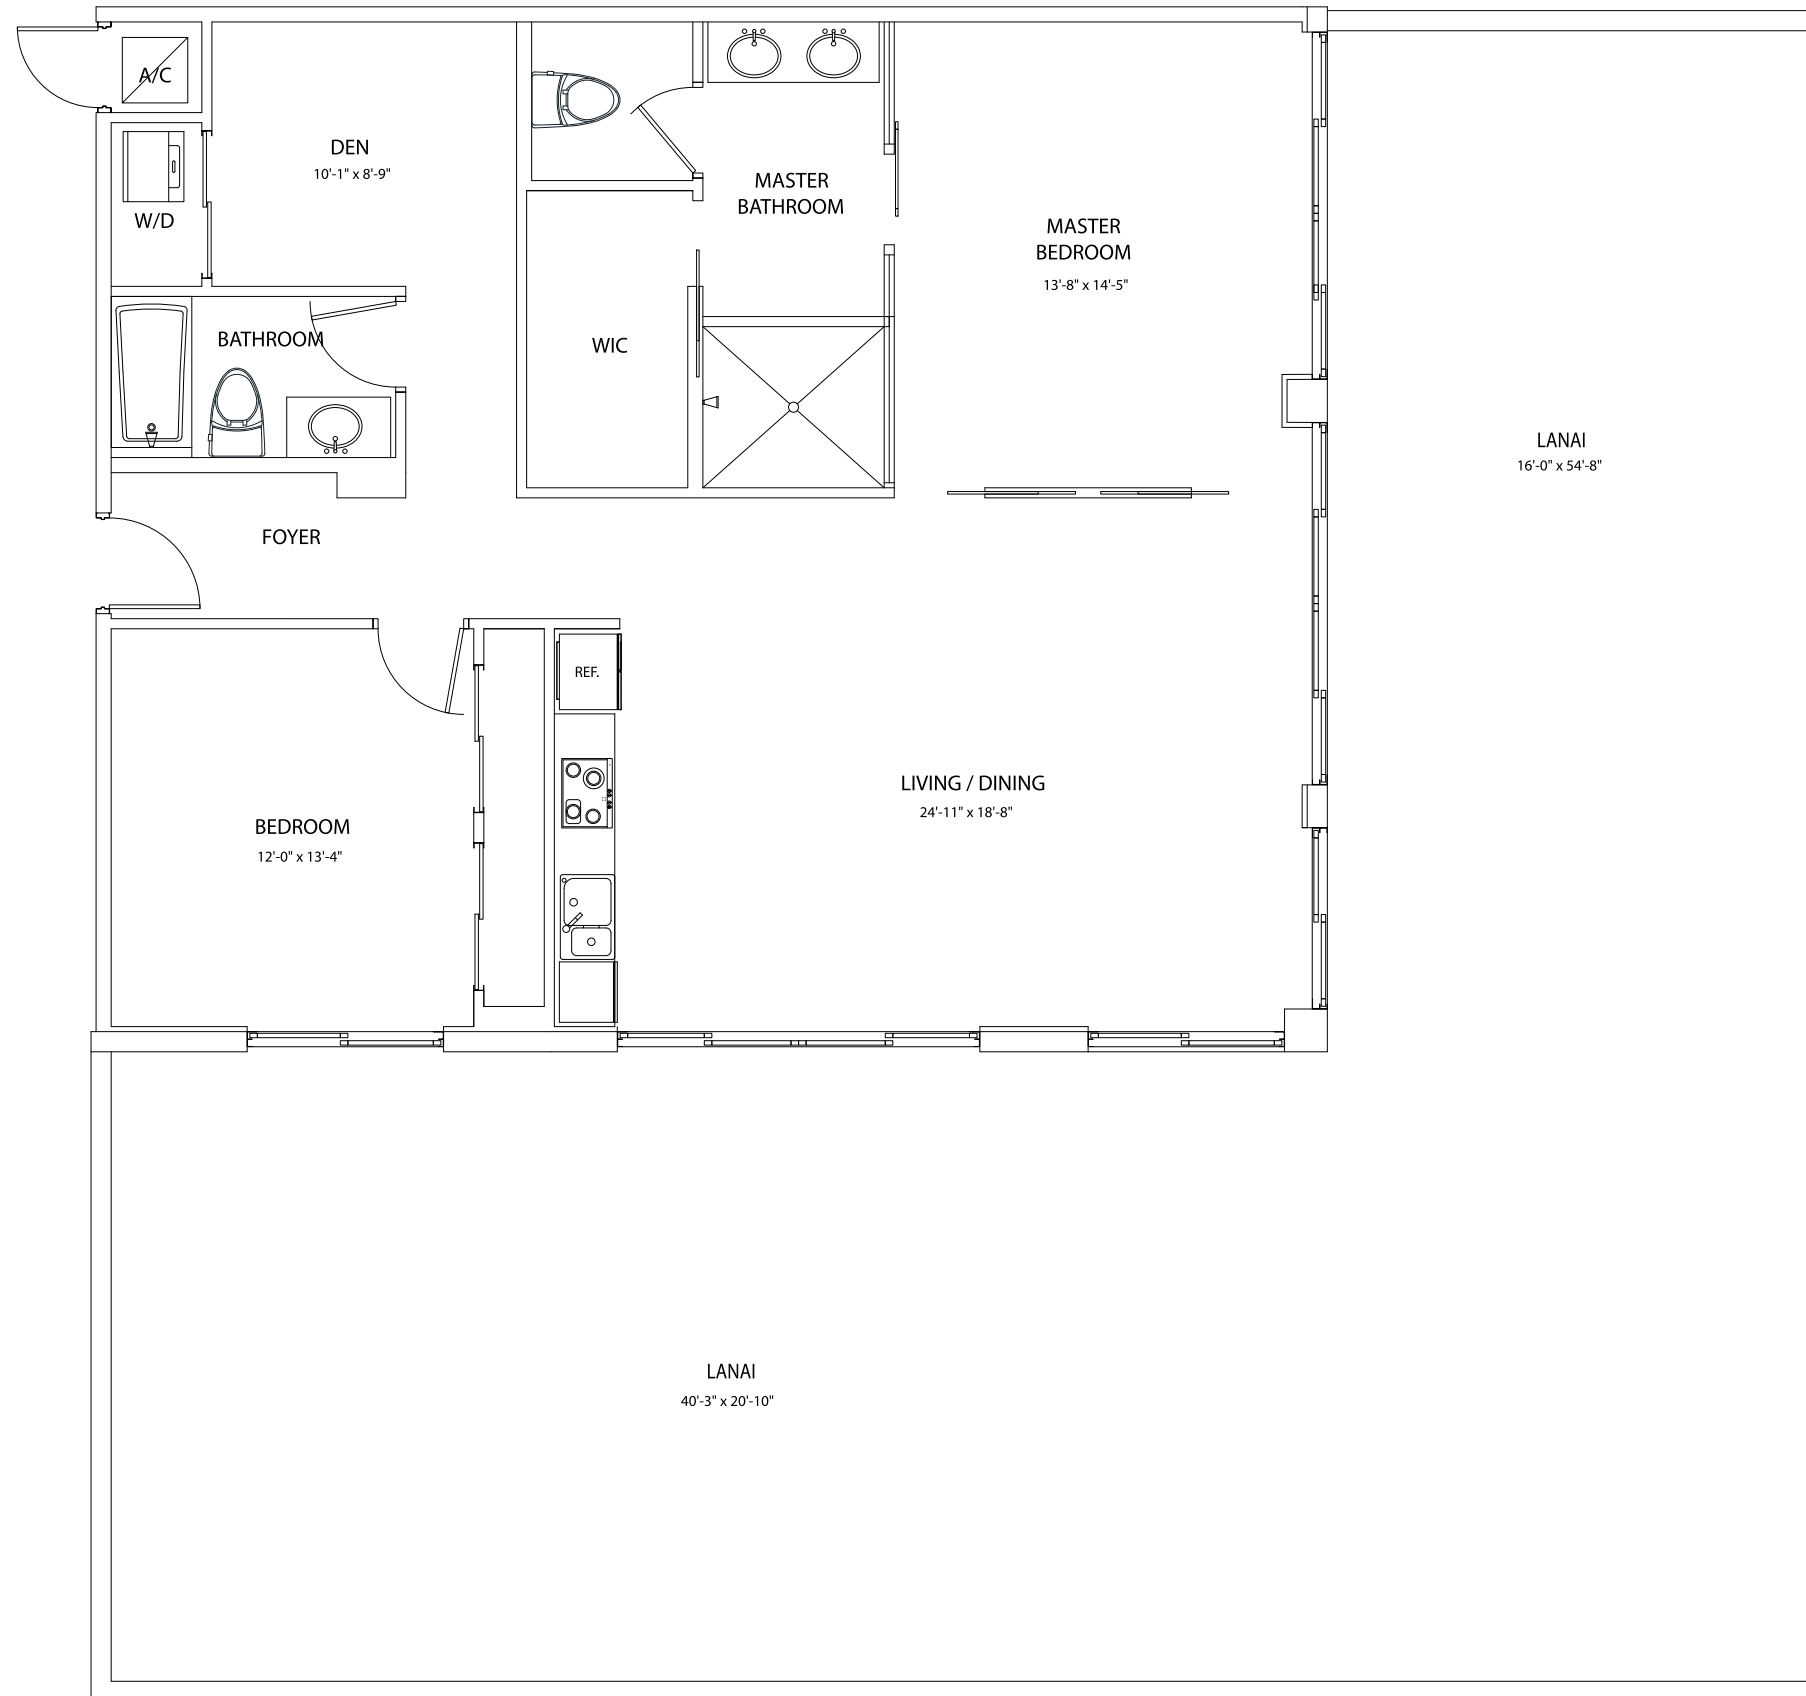 A/C
DEN
10'-1" x 8'-9"
W/D
MASTER
BATHROOM
MASTER
BEDROOM
13'-8" x 14'-5"
BATHROOM
WIC
LANAI
16'-0" x 54'-8"
FOYER
REF.
LIVING / DINING
24'-11" x 18'-8"
BEDROOM
12'-0" x 13'-4"
LANAI
40'-3" x 20'-10"